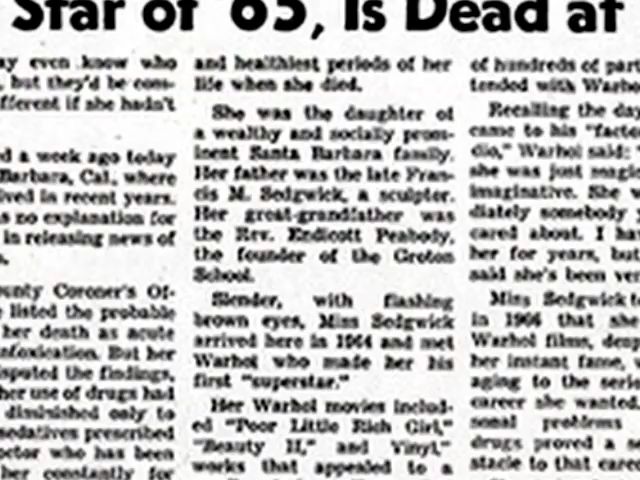 Star of '65, Is Dead at
ay even know who
, but they'd be com-
fferent if she hadn't
d a week ago today
Barbara, Cal., where
ived in recent years.
s no explanation for
in releasing news of
ounty Coroner's Of-
listed the probable
her death as acute
ntoxication. But her
sputed the findings,
her use of drugs had
diminished only to
sedatives prescribed
octor who has been
her constantly for
and healthiest periods of her
life when she died.
She was the daughter of
a wealthy and socially prom-
inent Santa Barbara family.
Her father was the late Fran-
cis M. Sedgwick, a sculptor.
Her great-grandfather was
the Rev. Endicott Peabody,
the founder of the Groton
School.
Slender, with flashing
brown eyes, Miss Sedgwick
arrived here in 1964 and met
Warhol who made her his
first "superstar."
Her Warhol movies includ-
ed "Poor Little Rich Girl,"
"Beauty II," and Vinyl,"
works that appealed to a
of hundreds of part
tended with Warho
Recalling the day
came to his "facto
dio," Warhol said: "
she was just magic
imaginative. She w
diately somebody
cared about. I hav
her for years, but
said she's been ver
Miss Sedgwick
in 1966 that she
Warhol films, desp
her instant fame, w
aging to the serio
career she wanted.
sonal problems
drugs proved a
stacle to that caree